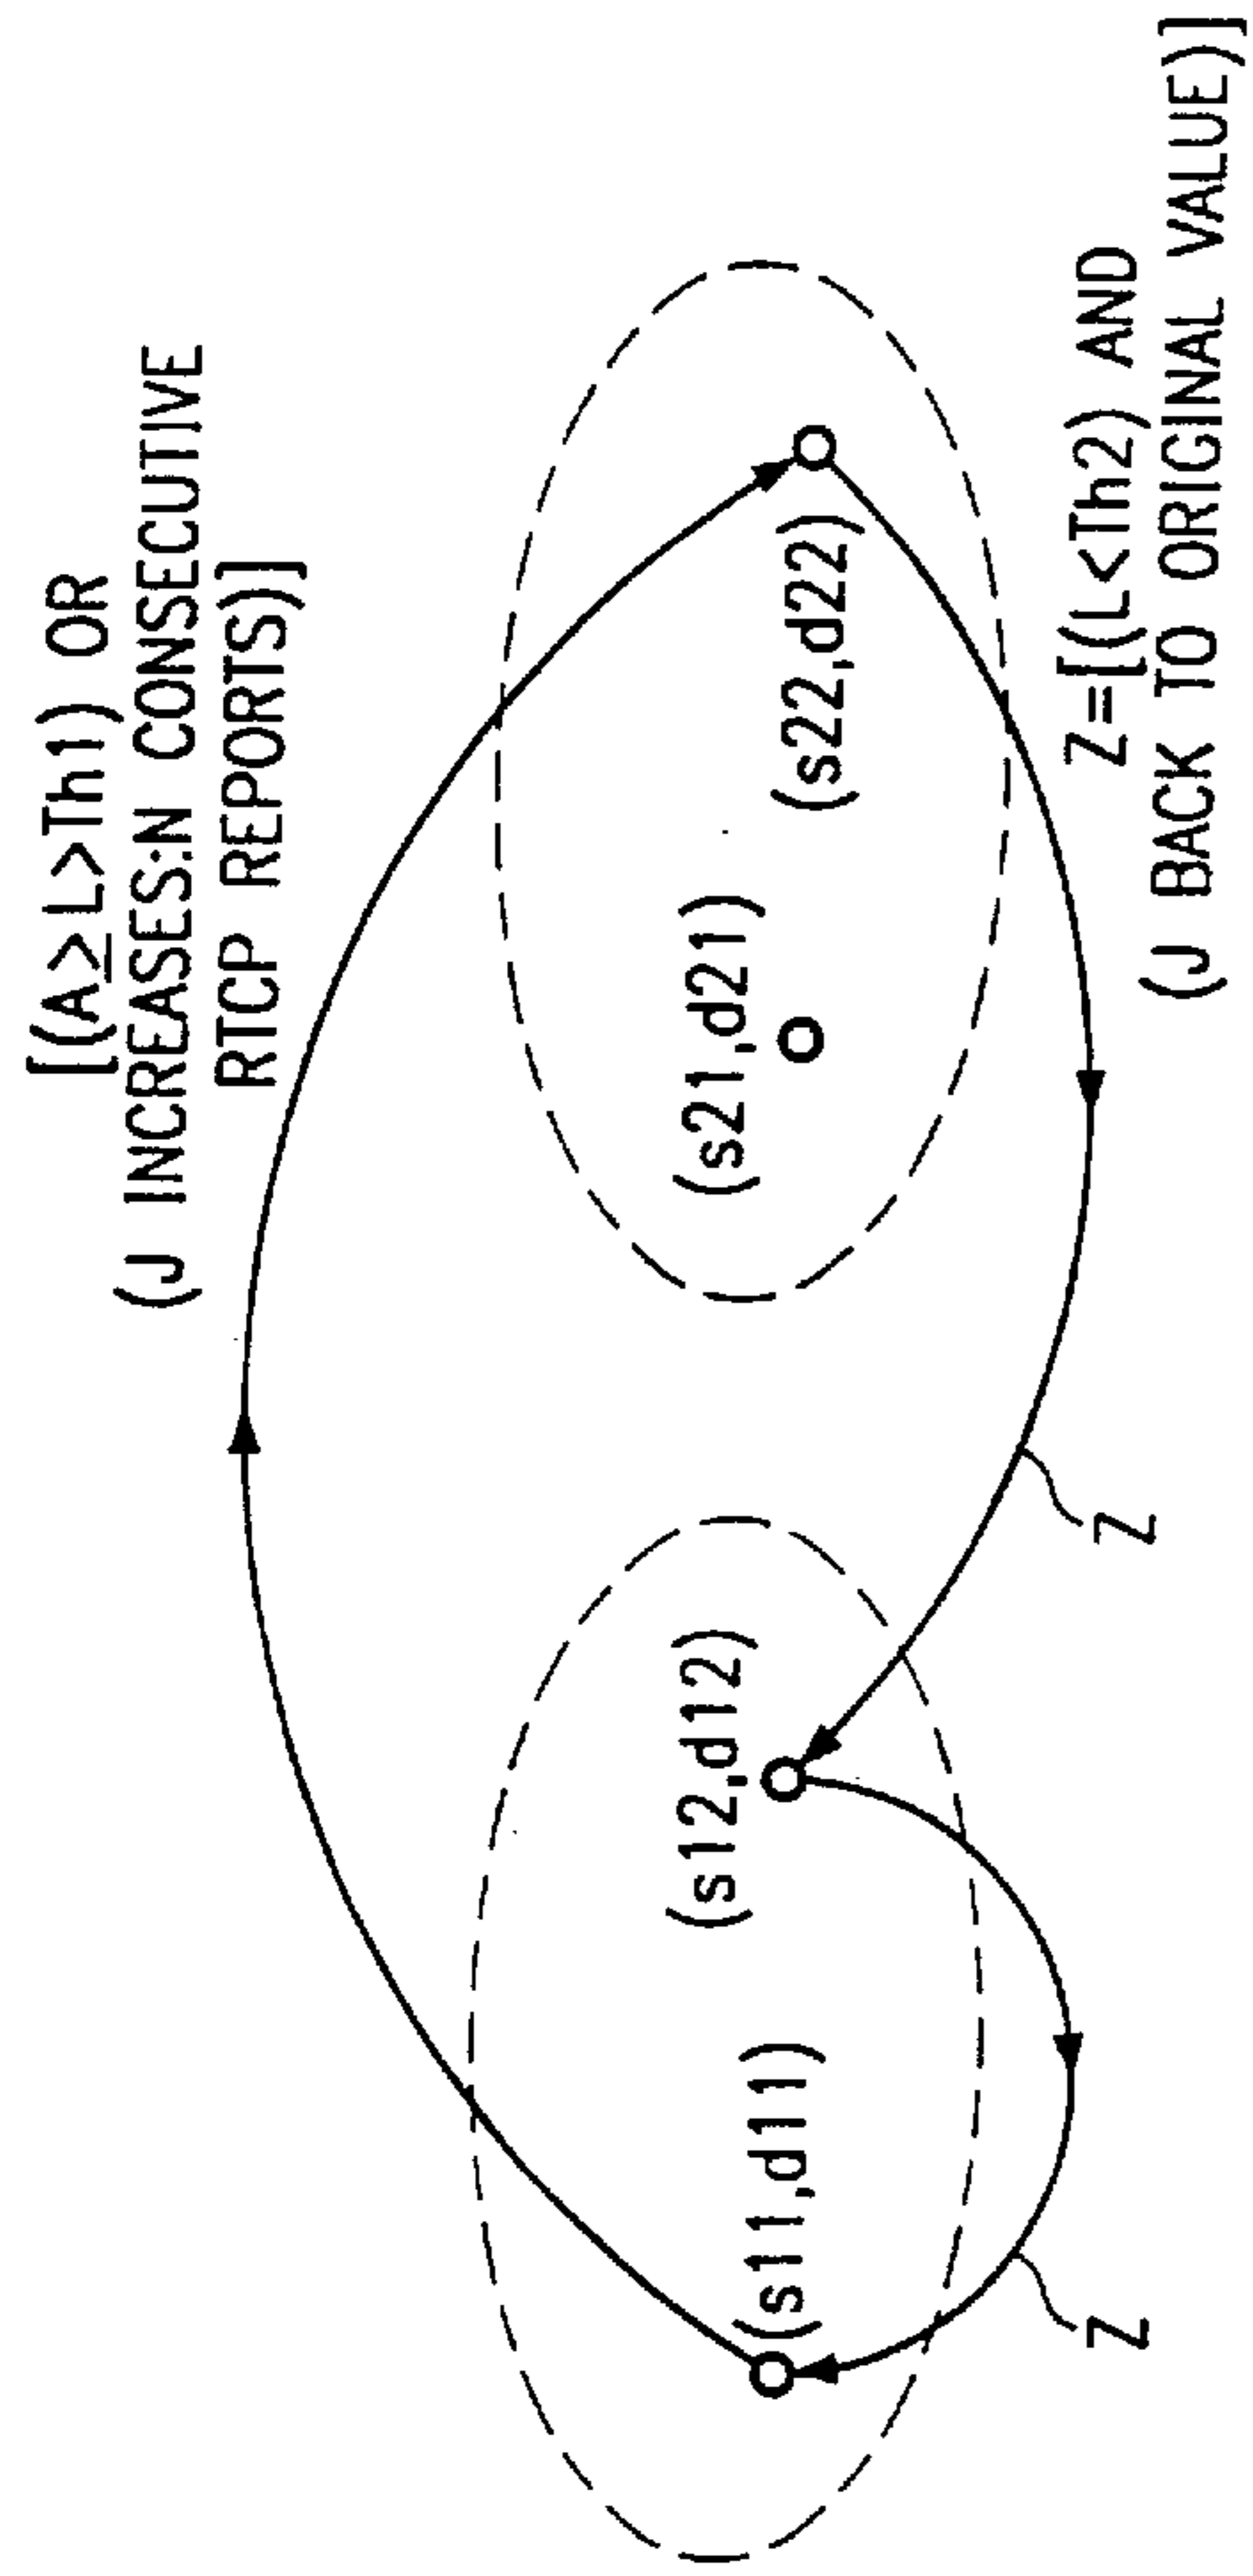 [(A≥L>Th1) OR
(J INCREASES:N CONSECUTIVE
RTCP REPORTS)]
(s11,d11)
(s12,d12)
(s21,d21)
(s22,d22)
Z
Z
Z=[(L<Th2) AND
(J BACK TO ORIGINAL VALUE)]